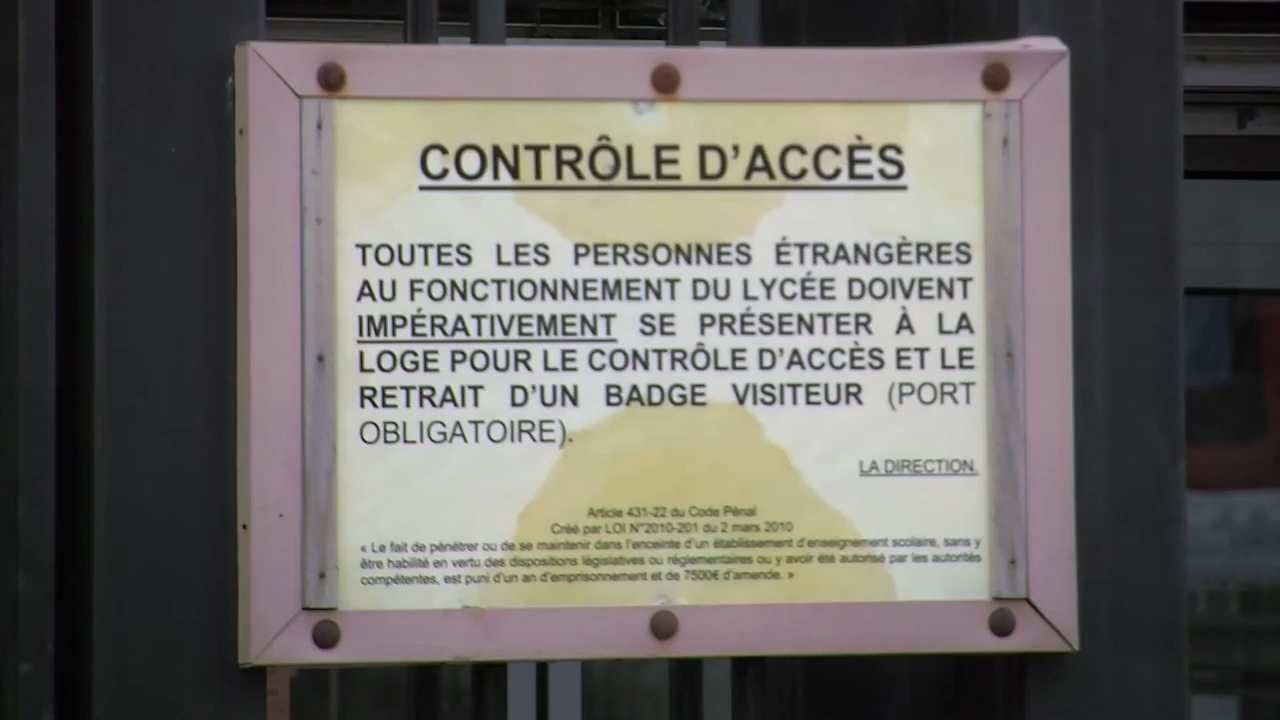 CONTRÔLE D'ACCÈS
TOUTES LES PERSONNES ÉTRANGÈRES
AU FONCTIONNEMENT DU LYCÉE DOIVENT
IMPÉRATIVEMENT SE PRÉSENTER À LA
LOGE POUR LE CONTRÔLE D'ACCÈS ET LE
RETRAIT D'UN BADGE VISITEUR (PORT
OBLIGATOIRE).
LA DIRECTION.
Article 431-22 du Code Pénal
Créé par LOI N°2010-201 du 2 mars 2010
« Le fait de pénétrer ou de se maintenir dans l'enceinte d'un établissement d'enseignement scolaire, sans y
être habilité en vertu des dispositions législatives ou réglementaires ou y avoir été autorisé par les autorités
compétentes, est puni d'un an d'emprisonnement et de 7500€ d'amende. »